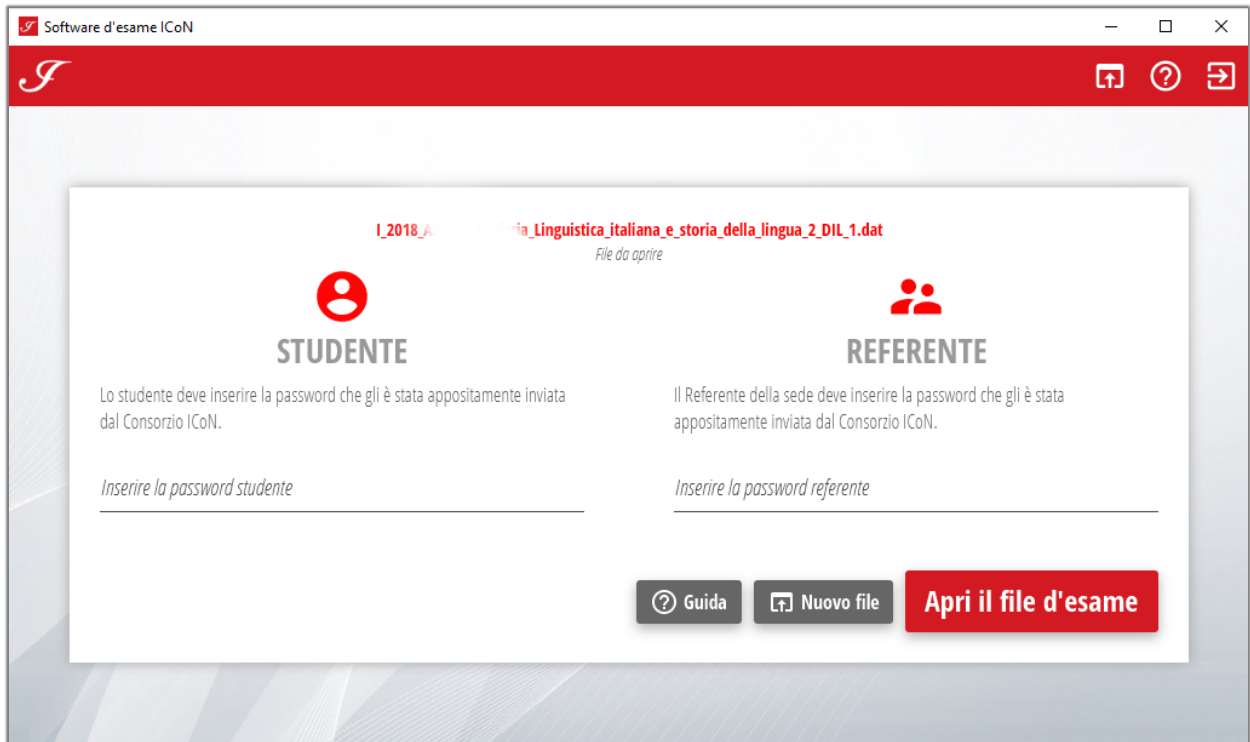 Software d'esame ICoN
I_2018_A ia_Linguistica_italiana_e_storia_della_lingua_2_DIL_1.dat
File da aprire
STUDENTE
Lo studente deve inserire la password che gli è stata appositamente inviata
dal Consorzio ICoN.
Inserire la password studente
REFERENTE
Il Referente della sede deve inserire la password che gli è stata
appositamente inviata dal Consorzio ICoN.
Inserire la password referente
Guida
Nuovo file
Apri il file d'esame